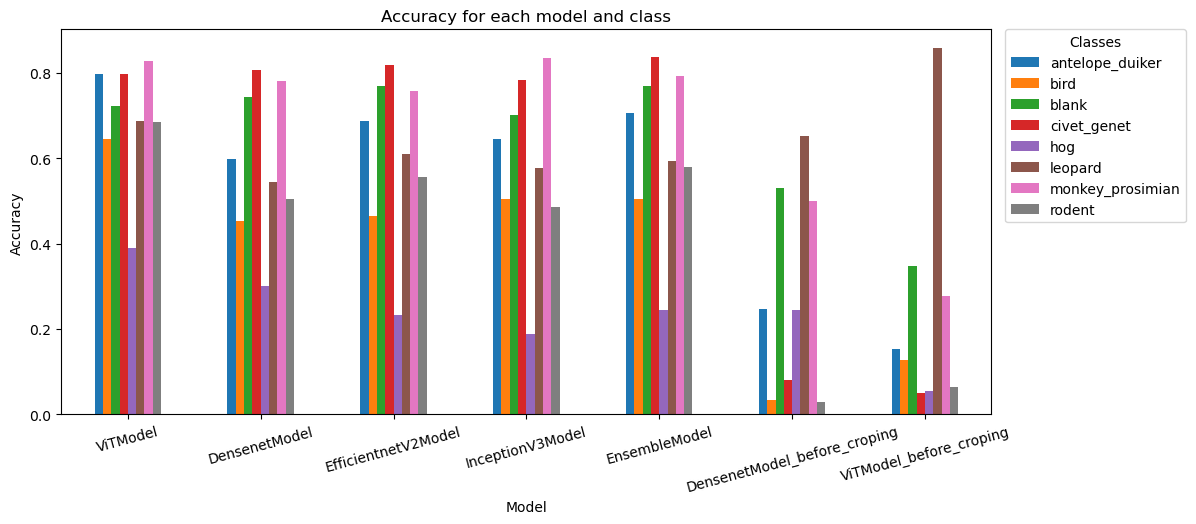 Accuracy for each model and class
Classes
antelope_duiker
bird
blank
civet_genet
hog
leopard
monkey_prosimian
rodent
Accuracy
0.8
0.6
0.4
0.2
0.0
ViTModel
DensenetModel
EfficientnetV2Model
InceptionV3Model
EnsembleModel
DensenetModel_before_croping
ViTModel_before_croping
Model